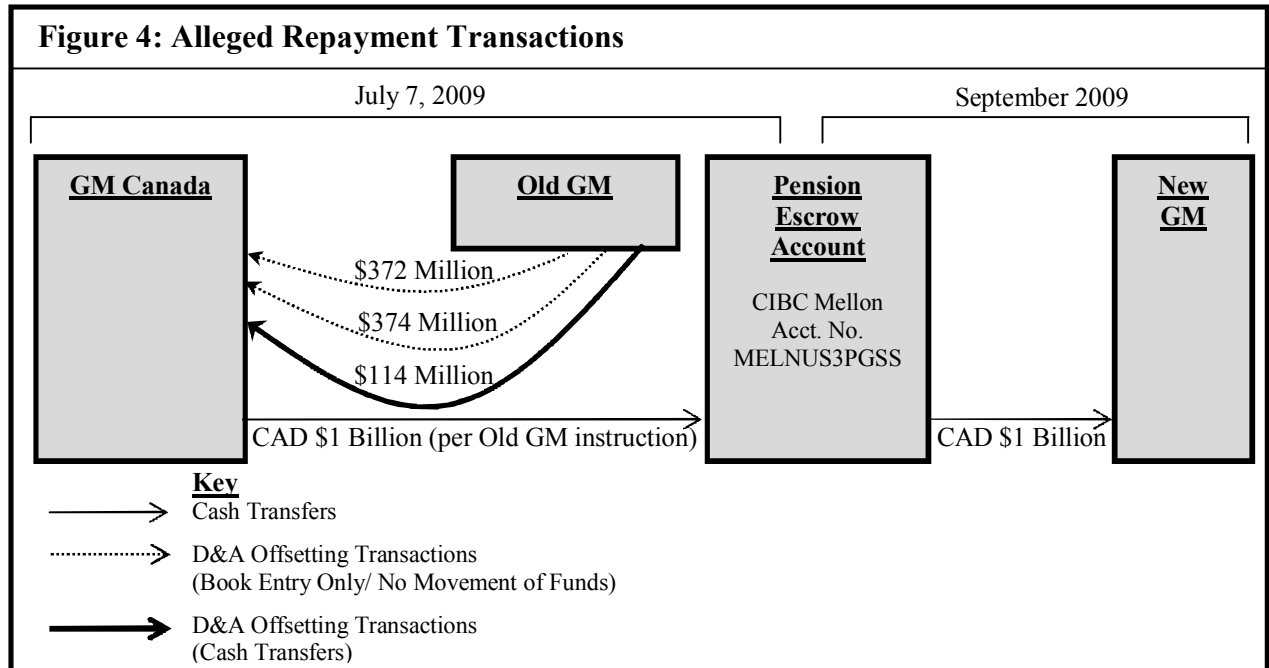 Figure 4: Alleged Repayment Transactions
July 7, 2009
September 2009
GM Canada
Old GM
Pension
Escrow
Account
CIBC Mellon
Acct. No.
MELNUS3PGSS
New
GM
$372 Million
$374 Million
$114 Million
CAD $1 Billion (per Old GM instruction)
CAD $1 Billion
Key
Cash Transfers
D&A Offsetting Transactions
(Book Entry Only/ No Movement of Funds)
D&A Offsetting Transactions
(Cash Transfers)